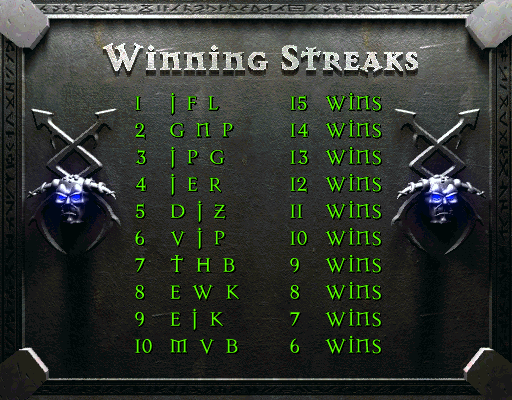 Winning Streaks
1 J F L 15 WINS
2 G N P 14 WINS
3 J P G 13 WINS
4 J E R 12 WINS
5 D J Z 11 WINS
6 V J P 10 WINS
7 T H B 9 WINS
8 E W K 8 WINS
9 E J K 7 WINS
10 M V B 6 WINS